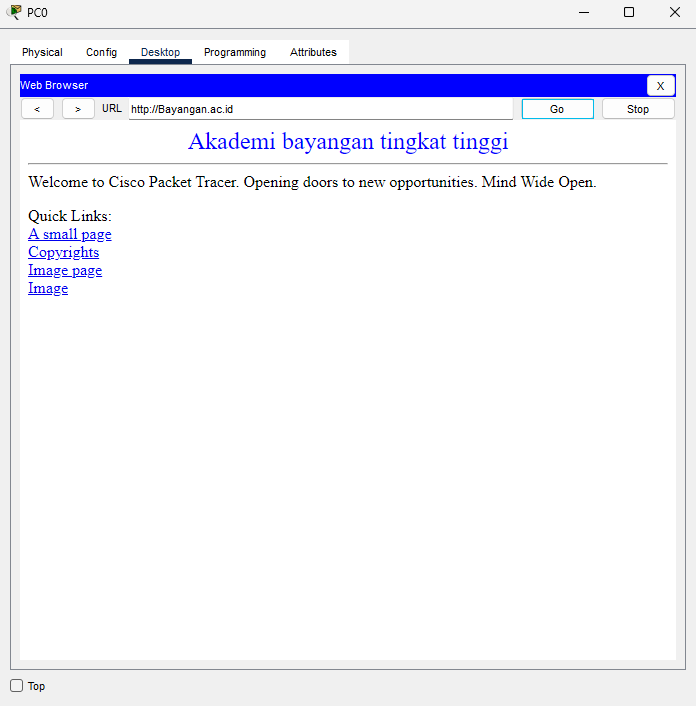 PC0
Physical Config Desktop Programming Attributes
Web Browser X
< > URL http://Bayangan.ac.id Go Stop
Akademi bayangan tingkat tinggi
Welcome to Cisco Packet Tracer. Opening doors to new opportunities. Mind Wide Open.
Quick Links:
A small page
Copyrights
Image page
Image
Top